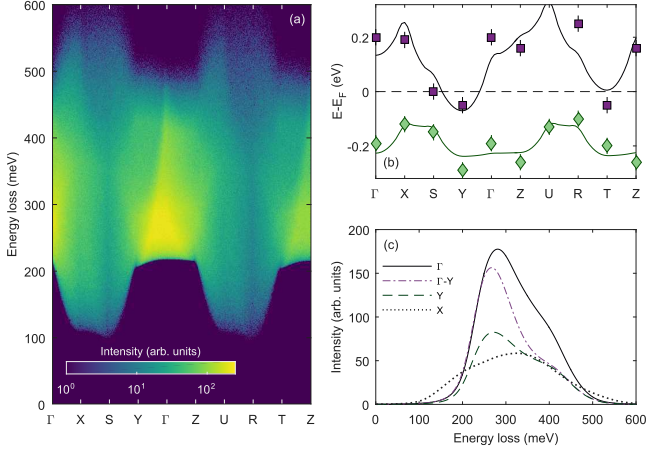 (a)
600
500
400
300
200
100
0
Energy loss (meV)
Intensity (arb. units)
10^0 10^1 10^2
Γ X S Y Γ Z U R T Z
0.2
0
-0.2
E-E_F (eV)
(b)
Γ X S Y Γ Z U R T Z
(c)
200
150
100
50
0
Intensity (arb. units)
Γ
Γ-Y
Y
X
0 100 200 300 400 500 600
Energy loss (meV)